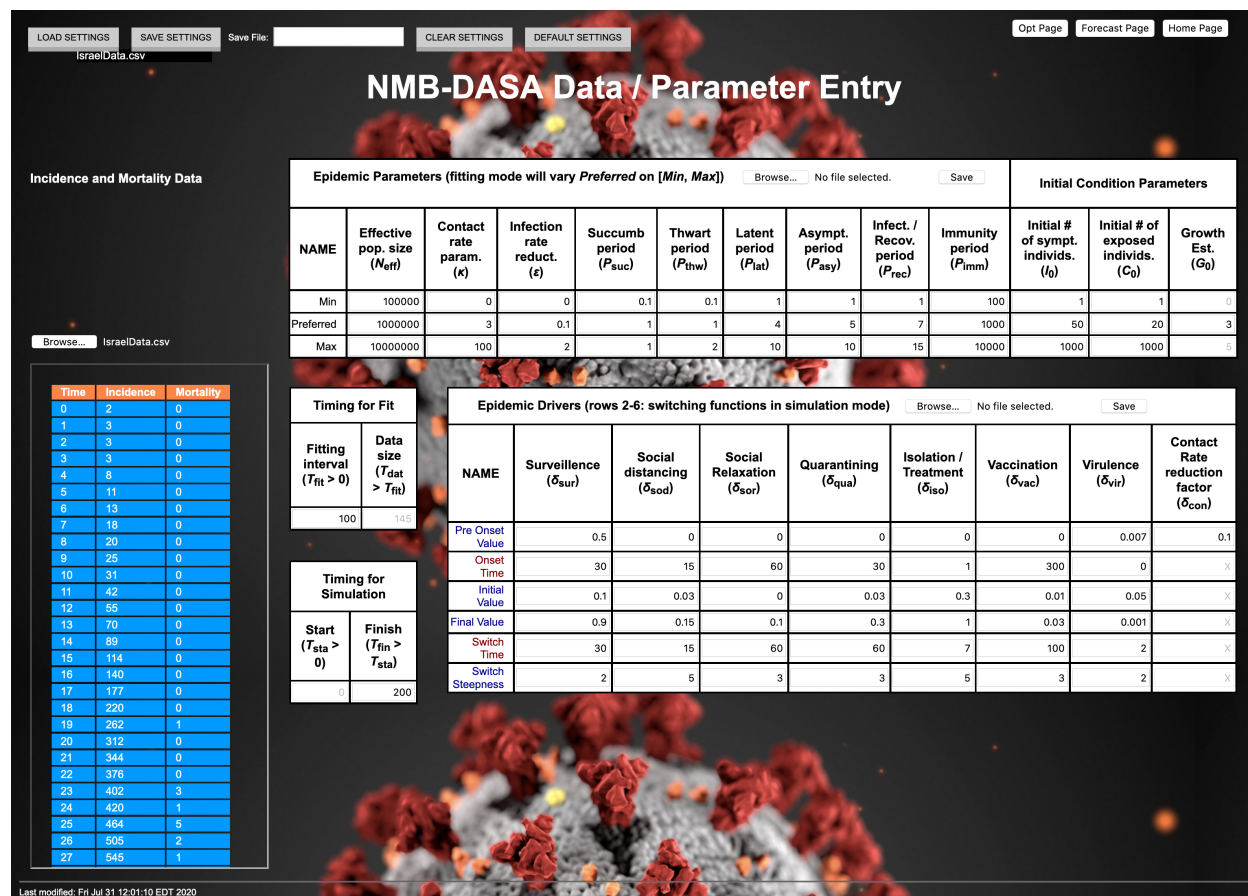 LOAD SETTINGS SAVE SETTINGS Save File: CLEAR SETTINGS DEFAULT SETTINGS Opt Page Forecast Page Home Page
IsraelData.csv
NMB-DASA Data / Parameter Entry
Incidence and Mortality Data
Browse... IsraelData.csv
Time Incidence Mortality
0 2 0
1 3 0
2 3 0
3 3 0
4 8 0
5 11 0
6 13 0
7 18 0
8 20 0
9 25 0
10 31 0
11 42 0
12 55 0
13 70 0
14 89 0
15 114 0
16 140 0
17 177 0
18 220 0
19 262 1
20 312 0
21 344 0
22 376 0
23 402 3
24 420 1
25 464 5
26 505 2
27 545 1
Epidemic Parameters (fitting mode will vary Preferred on [Min, Max]) Browse... No file selected. Save
Initial Condition Parameters
NAME
Effective
pop. size
(Neff)
Contact
rate
param.
(κ)
Infection
rate
reduct.
(ε)
Succumb
period
(Psuc)
Thwart
period
(Pthw)
Latent
period
(Plat)
Asympt.
period
(Pasy)
Infect. /
Recov.
period
(Prec)
Immunity
period
(Pimm)
Initial #
of sympt.
individs.
(I0)
Initial # of
exposed
individs.
(C0)
Growth
Est.
(G0)
Min 100000 0 0 0.1 0.1 1 1 1 100 1 1 0
Preferred 1000000 3 0.1 1 1 4 5 7 1000 50 20 3
Max 10000000 100 2 1 2 10 10 15 10000 1000 1000 5
Timing for Fit
Fitting
interval
(Tfit > 0)
Data
size
(Tdat
> Tfit)
100 145
Timing for
Simulation
Start
(Tsta >
0)
Finish
(Tfin >
Tsta)
0 200
Epidemic Drivers (rows 2-6: switching functions in simulation mode) Browse... No file selected. Save
NAME
Surveillence
(δsur)
Social
distancing
(δsod)
Social
Relaxation
(δsor)
Quarantining
(δqua)
Isolation /
Treatment
(δiso)
Vaccination
(δvac)
Virulence
(δvir)
Contact
Rate
reduction
factor
(δcon)
Pre Onset
Value 0.5 0 0 0 0 0 0.007 0.1
Onset
Time 30 15 60 30 1 300 0 X
Initial
Value 0.1 0.03 0 0.03 0.3 0.01 0.05 X
Final Value 0.9 0.15 0.1 0.3 1 0.03 0.001 X
Switch
Time 30 15 60 60 7 100 2 X
Switch
Steepness 2 5 3 3 5 3 2 X
Last modified: Fri Jul 31 12:01:10 EDT 2020